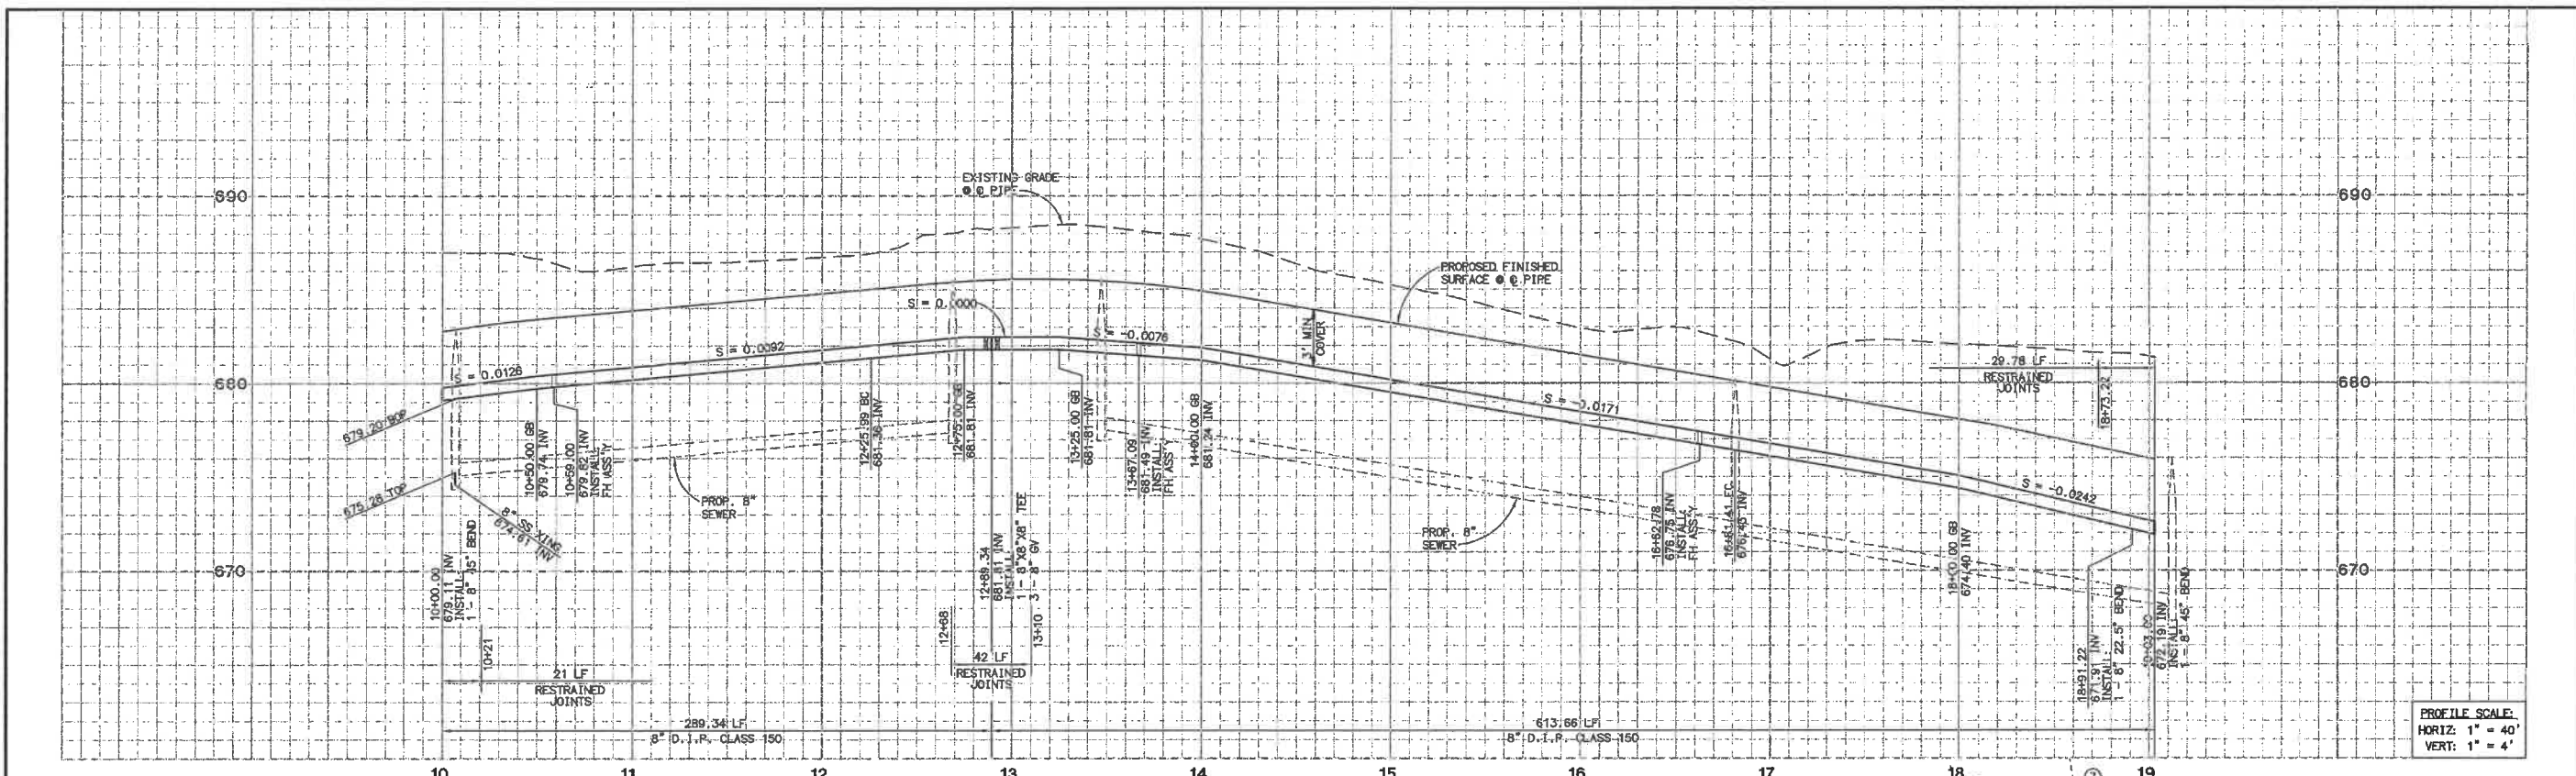 EXISTING GRADE
@ ℄ PIPE
690
690
PROPOSED FINISHED
SURFACE @ ℄ PIPE
S = 0.0000
S = -0.0076
3' MIN
COVER
S = 0.0092
S = 0.0126
29.78 LF
RESTRAINED
JOINTS
18+73.22
680
680
S = -0.0171
679.20 BOP
675.26 TOP
10+50.00 GB
679.74 INV
10+59.00
679.82 INV
INSTALL:
FH ASS'Y
12+25.99 BC
681.36 INV
12+75.00 GB
681.81 INV
13+25.00 GB
681.81 INV
13+67.09
681.49 INV
INSTALL:
FH ASS'Y
14+00.00 GB
681.24 INV
S = -0.0242
PROP. 8"
SEWER
PROP. 8"
SEWER
8" SS XING
674.61 INV
16+62.78
676.75 INV
INSTALL:
FH ASS'Y
EC
676.43 INV
18+00.00 GB
674.40 INV
670
670
10+00.00
679.11 INV
INSTALL:
1 - 8" 45° BEND
10+21
12+68
12+89.34
681.81 INV
INSTALL:
1 - 8"X8"X8" TEE
3 - 8" GV
13+10
18+91.22
671.91 INV
INSTALL:
1 - 8" 22.5° BEND
19+03.00
672.19 INV
INSTALL:
1 - 8" 45° BEND
21 LF
RESTRAINED
JOINTS
42 LF
RESTRAINED
JOINTS
289.34 LF
8" D.I.P. CLASS 150
613.66 LF
8" D.I.P. CLASS 150
PROFILE SCALE:
HORIZ: 1" = 40'
VERT: 1" = 4'
10 11 12 13 14 15 16 17 18 19